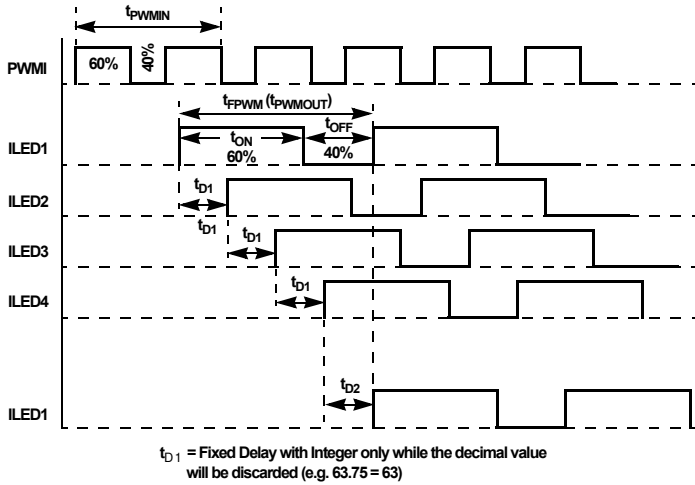 tPWMIN
PWMI
60%
40%
tFPWM (tPWMOUT)
tON
60%
tOFF
40%
ILED1
ILED2
tD1
tD1
ILED3
tD1
ILED4
tD1
ILED1
tD2
tD1 = Fixed Delay with Integer only while the decimal value
will be discarded (e.g. 63.75 = 63)